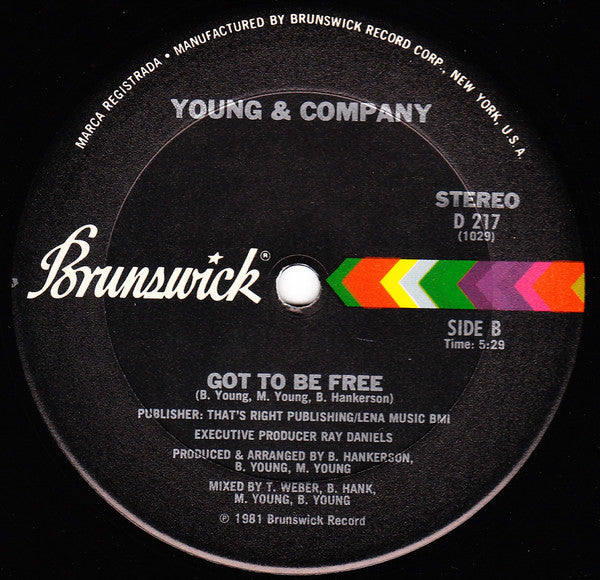 MARCA REGISTRADA • MANUFACTURED BY BRUNSWICK RECORD CORP., NEW YORK, U.S.A.
YOUNG & COMPANY
STEREO
D 217
(1029)
Brunswick®
SIDE B
Time: 5:29
GOT TO BE FREE
(B. Young, M. Young, B. Hankerson)
PUBLISHER: THAT'S RIGHT PUBLISHING/LENA MUSIC BMI
EXECUTIVE PRODUCER RAY DANIELS
PRODUCED & ARRANGED BY B. HANKERSON,
B. YOUNG, M. YOUNG
MIXED BY T. WEBER, B. HANK,
M. YOUNG, B. YOUNG
℗ 1981 Brunswick Record